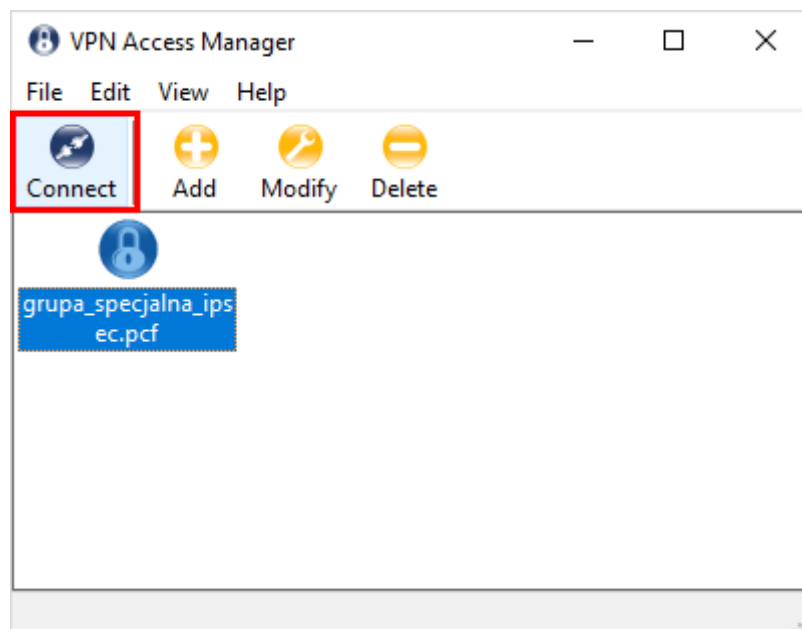 VPN Access Manager
File Edit View Help
Connect Add Modify Delete
grupa_specjalna_ips
ec.pcf